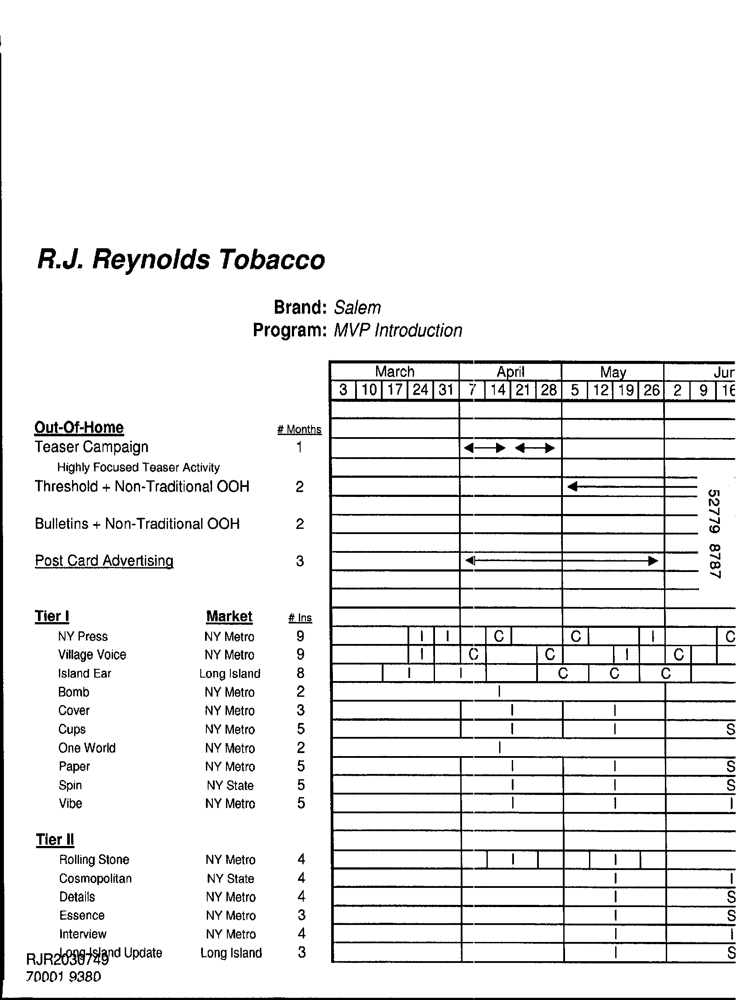 R.J. Reynolds Tobacco
Brand: Salem
Program: MVP Introduction
March April May Jun
3 10 17 24 31 7 14 21 28 5 12 19 26 2 9 16
Out-Of-Home # Months
Teaser Campaign 1
Highly Focused Teaser Activity
Threshold + Non-Traditional OOH 2
Bulletins + Non-Traditional OOH 2
Post Card Advertising 3
52779 8787
Tier I Market # Ins
NY Press NY Metro 9 I I C C I C
Village Voice NY Metro 9 I C C I C
Island Ear Long Island 8 I I C C C
Bomb NY Metro 2 I
Cover NY Metro 3 I I
Cups NY Metro 5 I I S
One World NY Metro 2 I
Paper NY Metro 5 I I S
Spin NY State 5 I I S
Vibe NY Metro 5 I I I
Tier II
Rolling Stone NY Metro 4 I I
Cosmopolitan NY State 4 I I
Details NY Metro 4 I S
Essence NY Metro 3 I S
Interview NY Metro 4 I I
Long Island Update Long Island 3 I S
RJR2030749
70001 9380